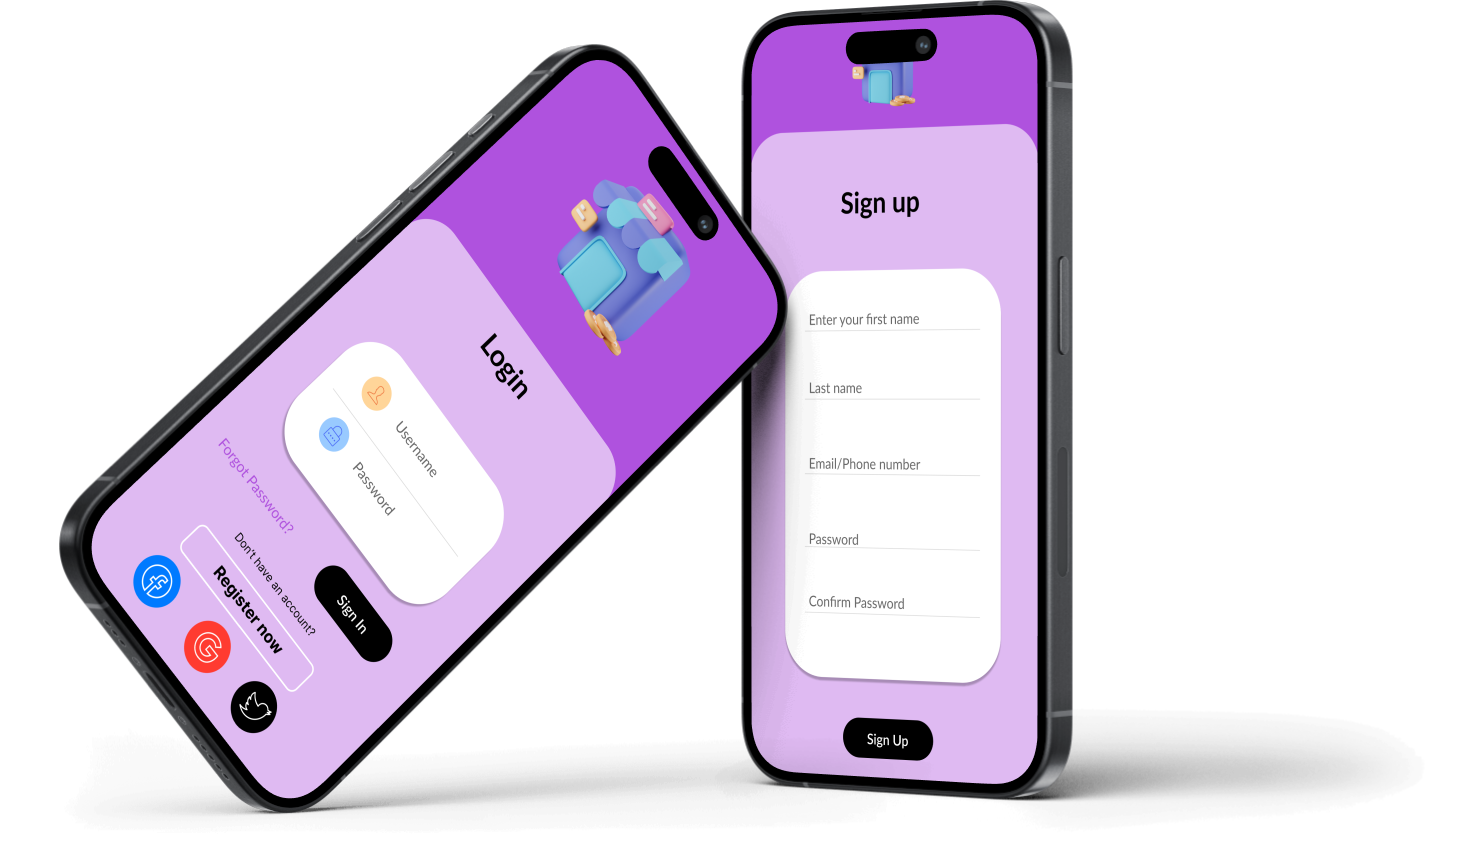 Login
Username
Password
Forgot Password?
Sign In
Don't have an account?
Register now
Sign up
Enter your first name
Last name
Email/Phone number
Password
Confirm Password
Sign Up